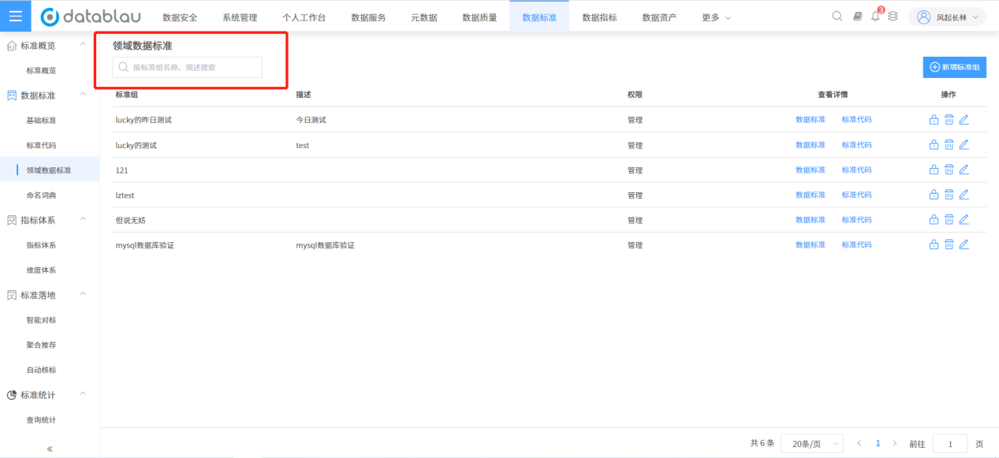 datablau 数据安全 系统管理 个人工作台 数据服务 元数据 数据质量 数据标准 数据指标 数据资产 更多 3 风起长林
标准概览
标准概览
数据标准
基础标准
标准代码
领域数据标准
命名词典
指标体系
指标体系
维度体系
标准落地
智能对标
聚合推荐
自动核标
标准统计
查询统计
«
领域数据标准
按标准组名称、描述搜索
新增标准组
标准组 描述 权限 查看详情 操作
lucky的昨日测试 今日测试 管理 数据标准 标准代码
lucky的测试 test 管理 数据标准 标准代码
121 管理 数据标准 标准代码
lztest 管理 数据标准 标准代码
但说无妨 管理 数据标准 标准代码
mysql数据库验证 mysql数据库验证 管理 数据标准 标准代码
共 6 条 20条/页 1 前往 1 页